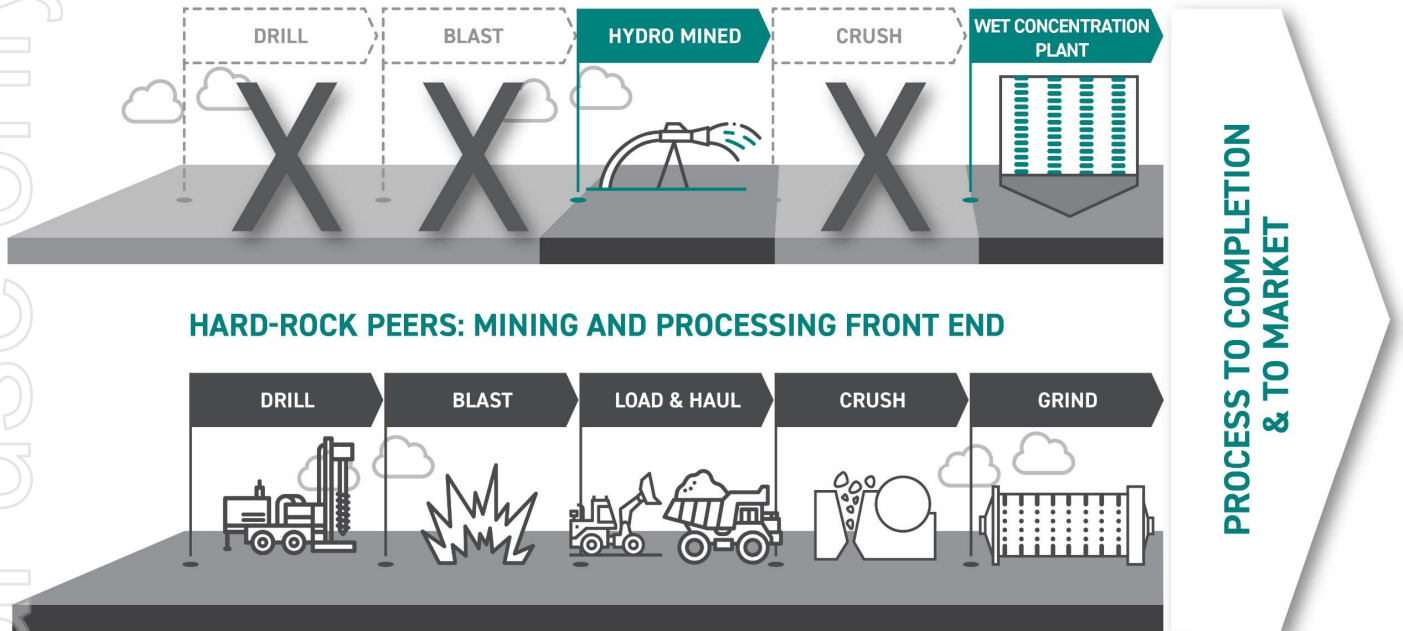 DRILL
BLAST
HYDRO MINED
CRUSH
WET CONCENTRATION
PLANT
HARD-ROCK PEERS: MINING AND PROCESSING FRONT END
DRILL
BLAST
LOAD & HAUL
CRUSH
GRIND
PROCESS TO COMPLETION
& TO MARKET